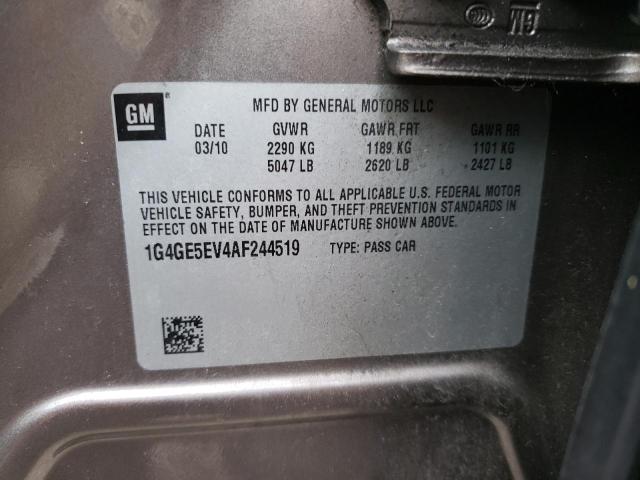 GM
GM ®
MFD BY GENERAL MOTORS LLC
DATE GVWR GAWR FRT GAWR RR
03/10 2290 KG 1189 KG 1101 KG
5047 LB 2620 LB 2427 LB
THIS VEHICLE CONFORMS TO ALL APPLICABLE U.S. FEDERAL MOTOR
VEHICLE SAFETY, BUMPER, AND THEFT PREVENTION STANDARDS IN
EFFECT ON THE DATE OF MANUFACTURE SHOWN ABOVE.
1G4GE5EV4AF244519 TYPE: PASS CAR